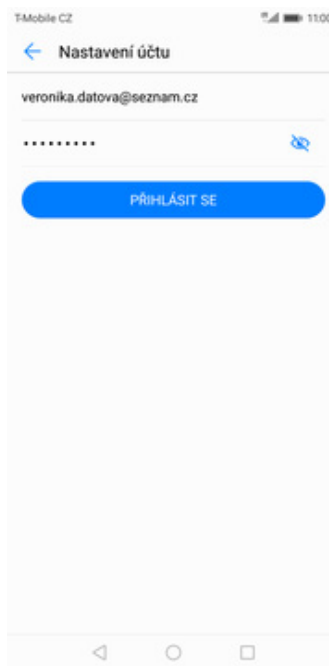 T-Mobile CZ 11:00
Nastavení účtu
veronika.datova@seznam.cz
•••••••••
PŘIHLÁSIT SE